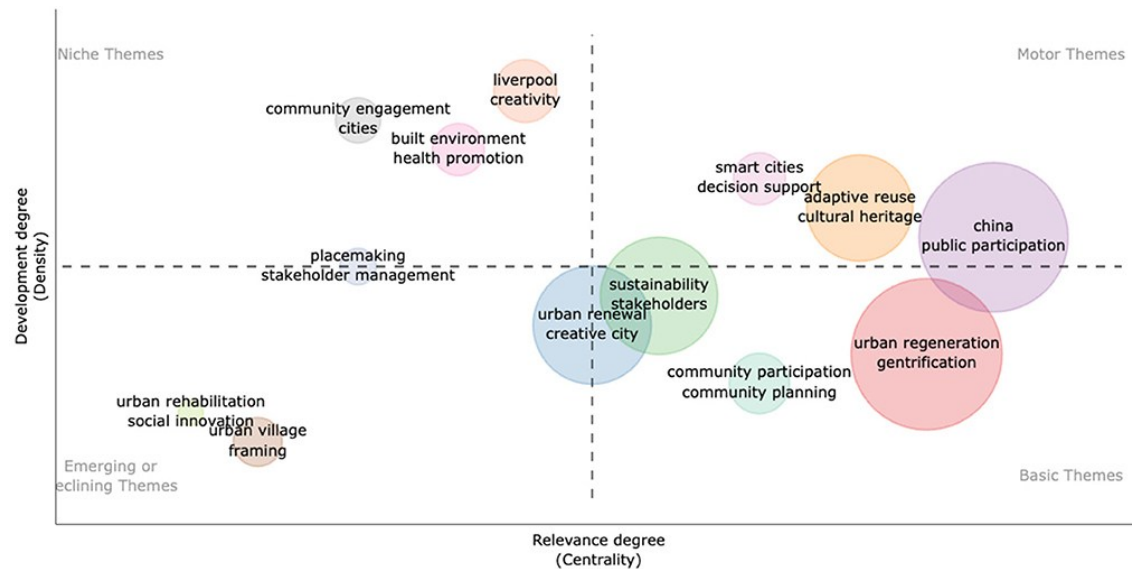 Niche Themes
Motor Themes
liverpool
creativity
community engagement
cities
built environment
health promotion
smart cities
decision support
adaptive reuse
cultural heritage
china
public participation
placemaking
stakeholder management
sustainability
stakeholders
urban renewal
creative city
urban regeneration
gentrification
community participation
community planning
urban rehabilitation
social innovation
urban village
framing
Emerging or
eclining Themes
Basic Themes
Development degree
(Density)
Relevance degree
(Centrality)